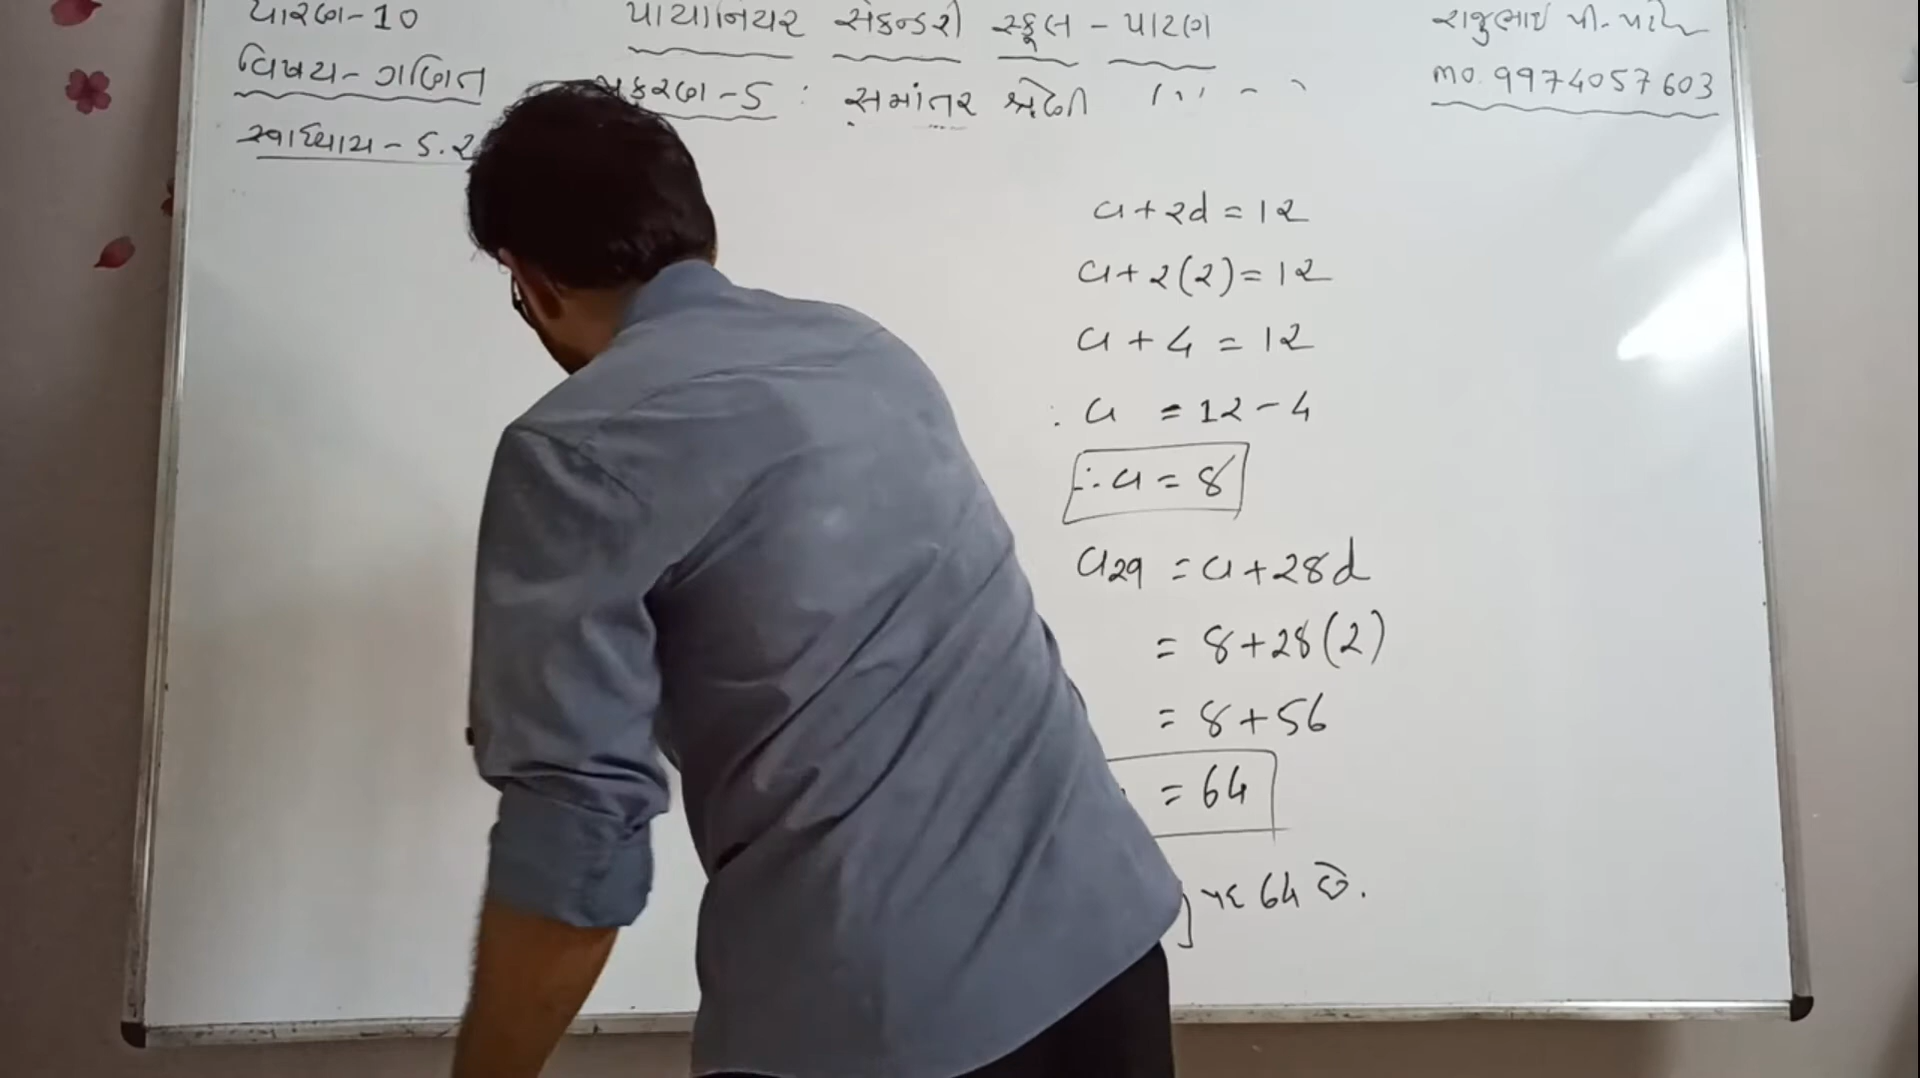 ધોરણ-10
પાયોનિયર સેકન્ડરી સ્કૂલ - પાટણ
રાજુભાઇ પી. પટેલ
વિષય - ગણિત
પ્રકરણ - 5 : સમાંતર શ્રેઢી
mo. 9974057603
સ્વાધ્યાય - 5.2
a + 2d = 12
a + 2(2) = 12
a + 4 = 12
∴ a = 12 - 4
∴ a = 8
a29 = a + 28d
= 8 + 28(2)
= 8 + 56
= 64
પદ 64 છે.